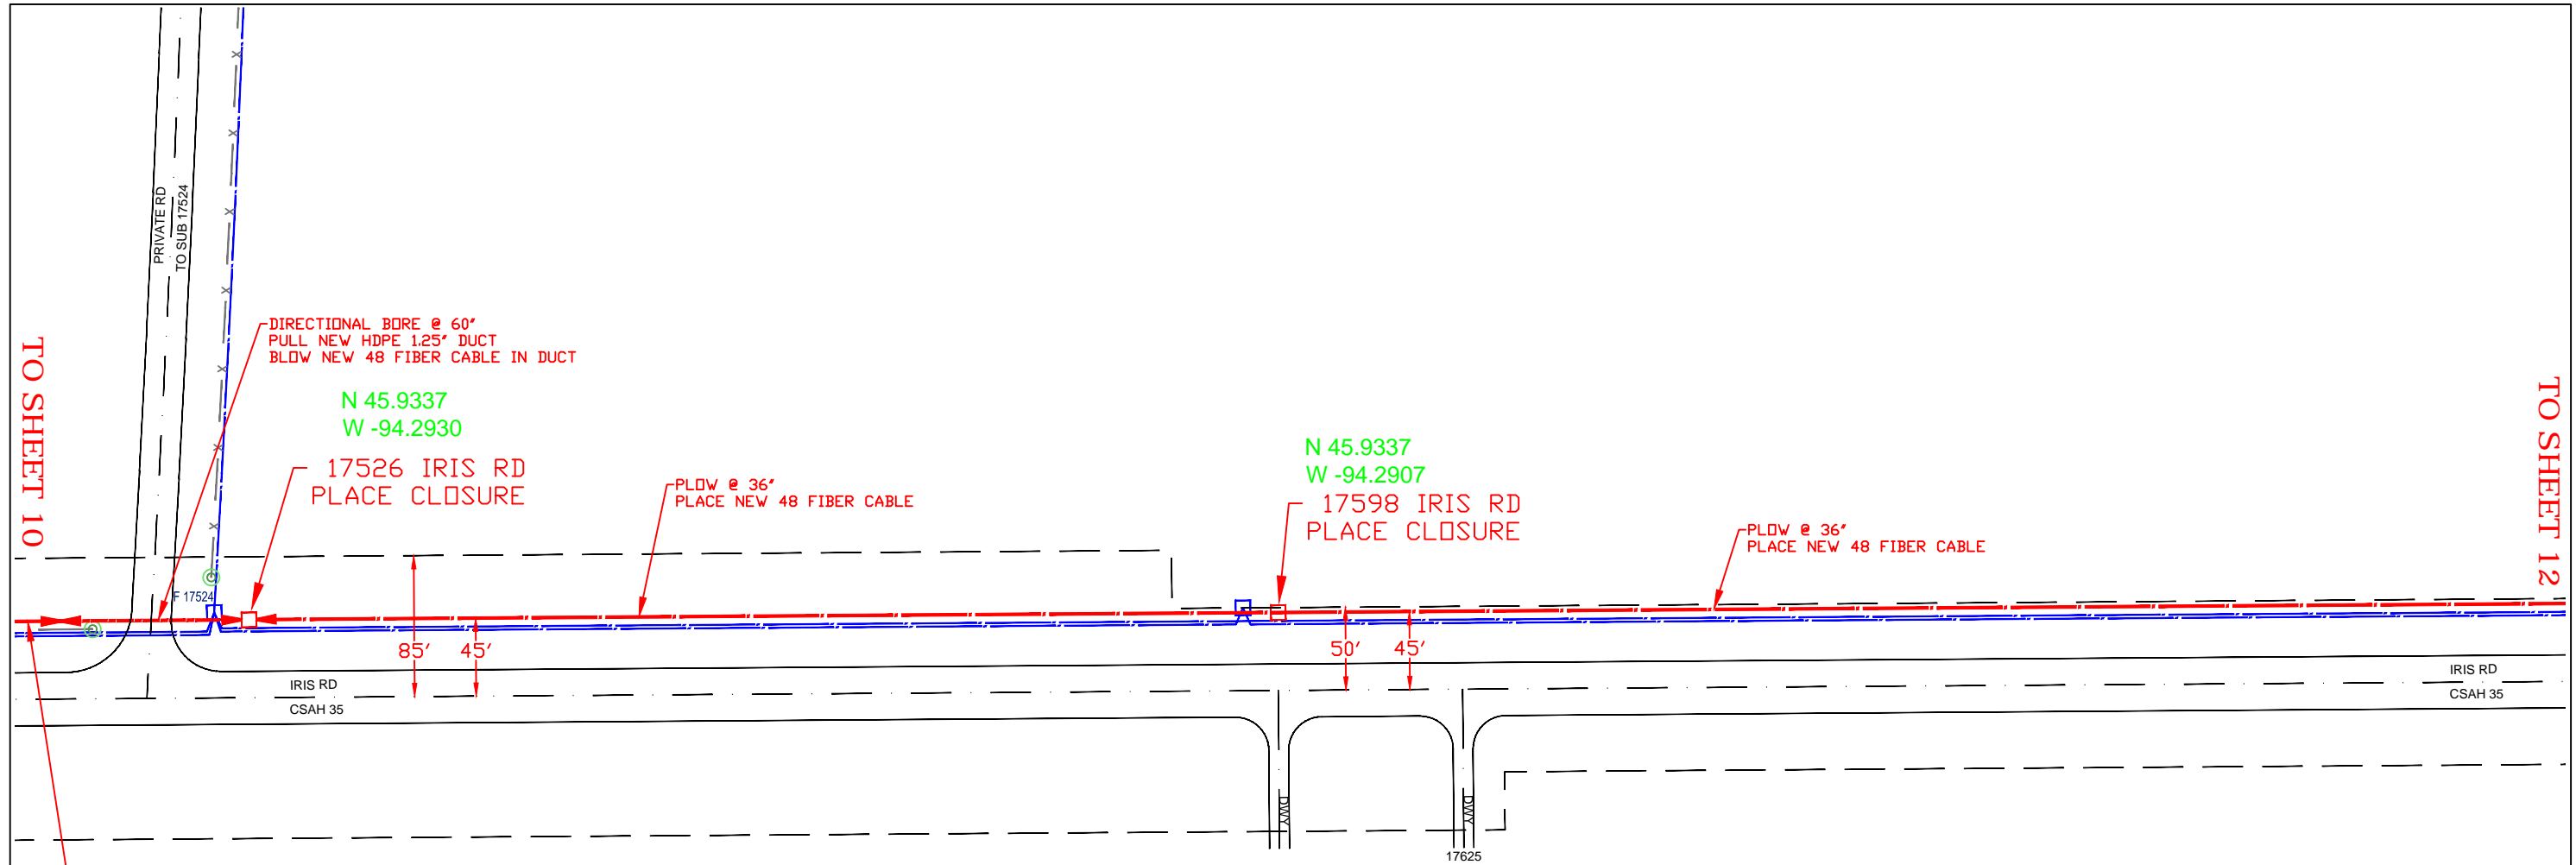 TO SHEET 10
PRIVATE RD
TO SUB 17524
DIRECTIONAL BORE @ 60"
PULL NEW HDPE 1.25" DUCT
BLOW NEW 48 FIBER CABLE IN DUCT
N 45.9337
W -94.2930
17526 IRIS RD
PLACE CLOSURE
PLOW @ 36"
PLACE NEW 48 FIBER CABLE
N 45.9337
W -94.2907
17598 IRIS RD
PLACE CLOSURE
PLOW @ 36"
PLACE NEW 48 FIBER CABLE
TO SHEET 12
F 17524
85' 45'
50' 45'
IRIS RD
CSAH 35
IRIS RD
CSAH 35
DWY
DWY
17625
X
X
X
X
X
X
X